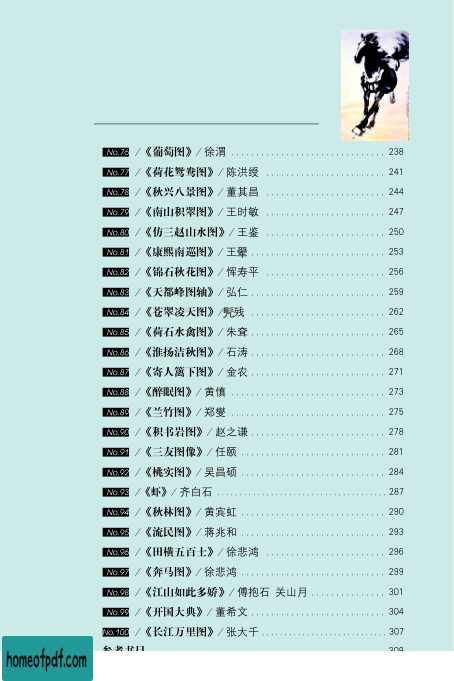 No.76 /《葡萄图》/ 徐渭 ................................ 238
No.77 /《荷花鸳鸯图》/ 陈洪绶 ......................... 241
No.78 /《秋兴八景图》/ 董其昌 ......................... 244
No.79 /《南山积翠图》/ 王时敏 ......................... 247
No.80 /《仿三赵山水图》/ 王鉴 ......................... 250
No.81 /《康熙南巡图》/ 王翚 ........................... 253
No.82 /《锦石秋花图》/ 恽寿平 ......................... 256
No.83 /《天都峰图轴》/ 弘仁 ........................... 259
No.84 /《苍翠凌天图》/髡残 ............................ 262
No.85 /《荷石水禽图》/ 朱耷 ........................... 265
No.86 /《淮扬洁秋图》/ 石涛 ........................... 268
No.87 /《寄人篱下图》/ 金农 ........................... 271
No.88 /《醉眠图》/ 黄慎 ............................... 273
No.89 /《兰竹图》/ 郑燮 ............................... 275
No.90 /《积书岩图》/ 赵之谦 ........................... 278
No.91 /《三友图像》/ 任颐 ............................. 281
No.92 /《桃实图》/ 吴昌硕 ............................. 284
No.93 /《虾》/ 齐白石 ................................. 287
No.94 /《秋林图》/ 黄宾虹 ............................. 290
No.95 /《流民图》/ 蒋兆和 ............................. 293
No.96 /《田横五百士》/ 徐悲鸿 ......................... 296
No.97 /《奔马图》/ 徐悲鸿 ............................. 299
No.98 /《江山如此多娇》/ 傅抱石 关山月 ............... 301
No.99 /《开国大典》/ 董希文 ........................... 304
No.100 /《长江万里图》/ 张大千 ........................ 307
参考书目 309
homeofpdf.com